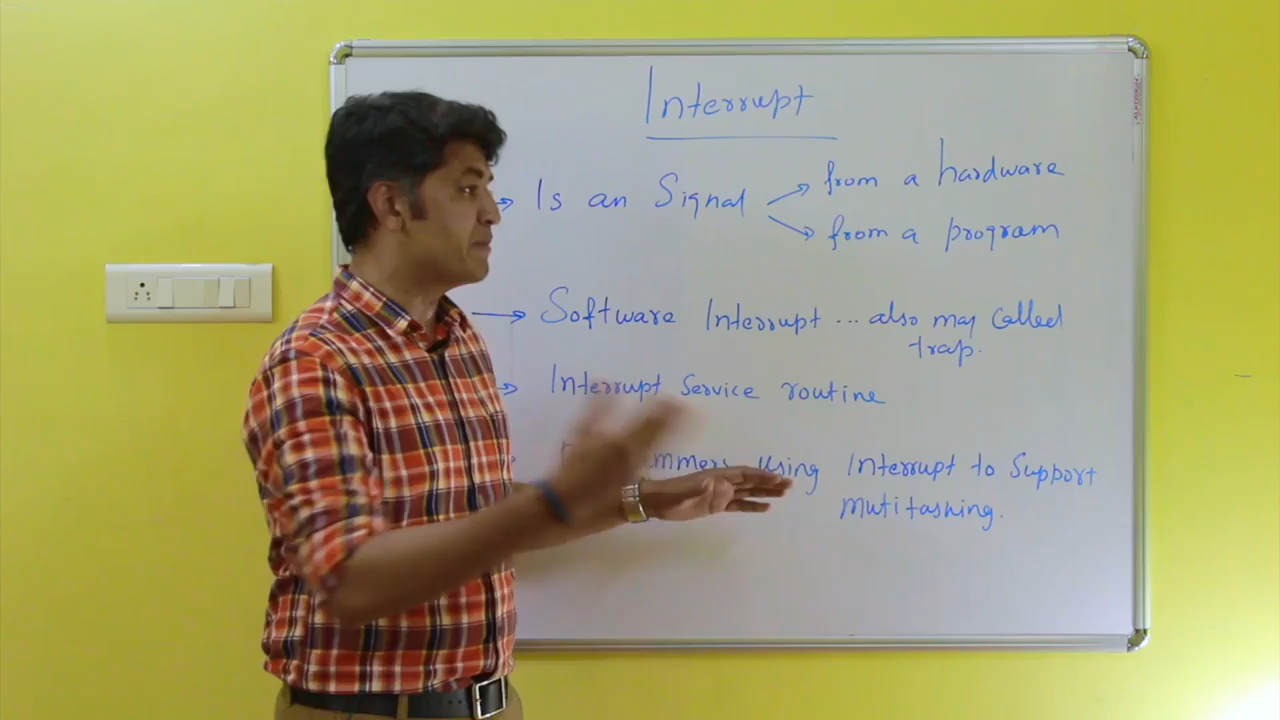 Interrupt
Is an Signal
from a hardware
from a program
Software Interrupt ... also may called
trap.
Interrupt Service routine
using Interrupt to Support
mutitasking.